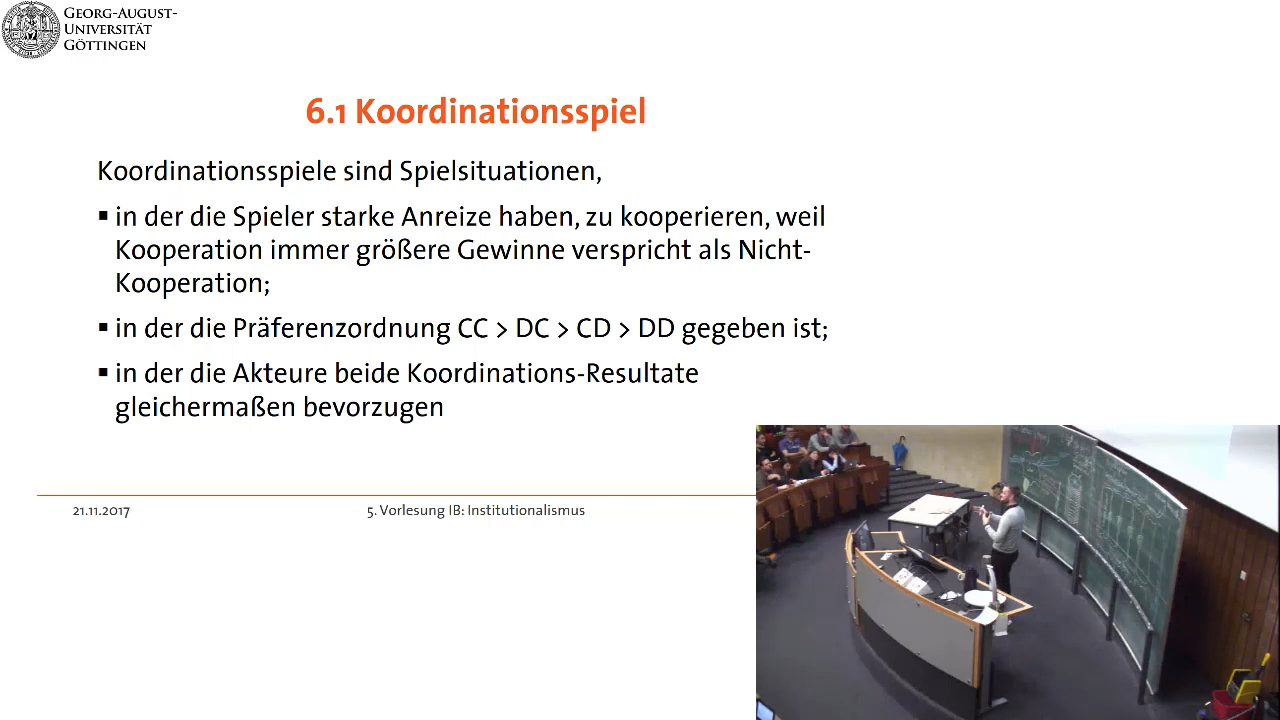 GEORG-AUGUST-
UNIVERSITÄT
GÖTTINGEN
6.1 Koordinationsspiel
Koordinationsspiele sind Spielsituationen,
▪ in der die Spieler starke Anreize haben, zu kooperieren, weil
Kooperation immer größere Gewinne verspricht als Nicht-
Kooperation;
▪ in der die Präferenzordnung CC > DC > CD > DD gegeben ist;
▪ in der die Akteure beide Koordinations-Resultate
gleichermaßen bevorzugen
21.11.2017
5. Vorlesung IB: Institutionalismus